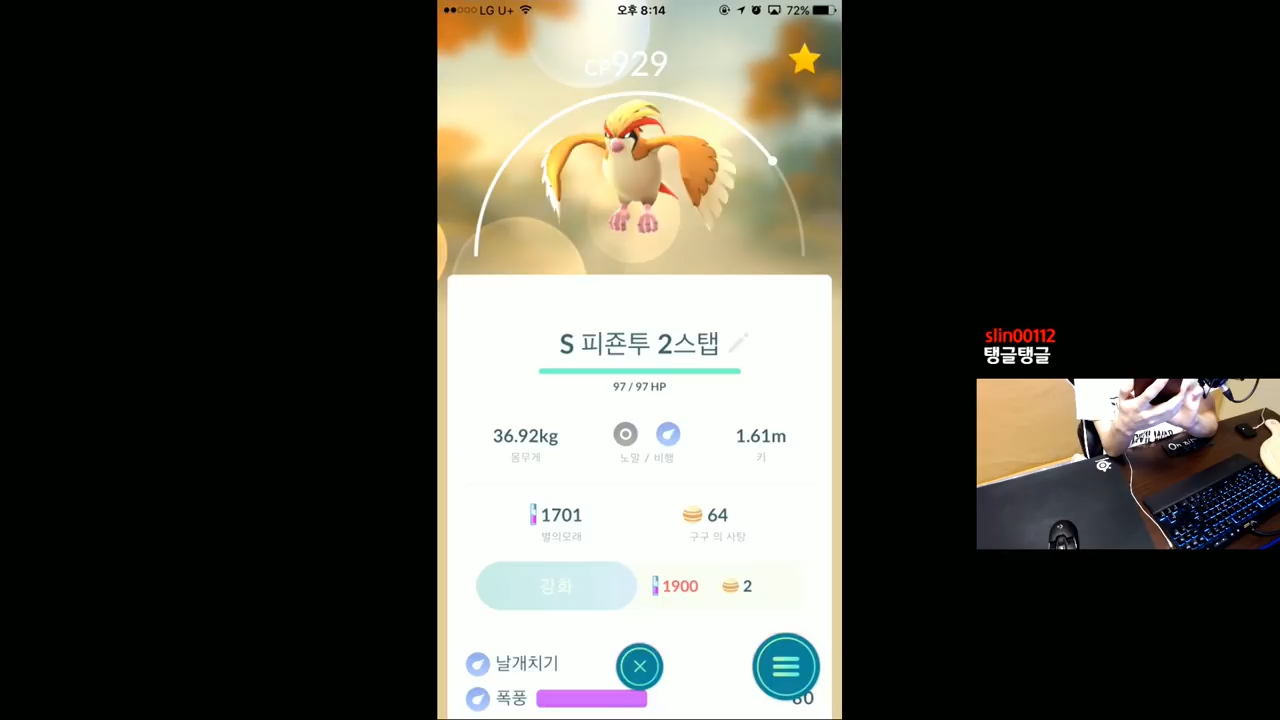 LG U+
오후 8:14
72%
CP929
S 피죤투 2스탭
97 / 97 HP
36.92kg
몸무게
노말 / 비행
1.61m
키
1701
별의모래
64
구구 의 사탕
강화
1900
2
날개치기
폭풍
80
slin00112
탱글탱글